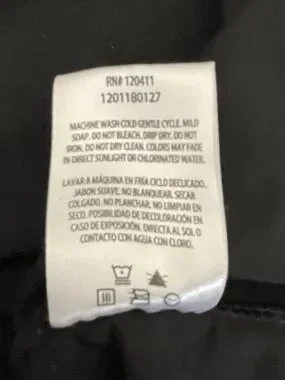 RN# 120411
1201180127
MACHINE WASH COLD GENTLE CYCLE. MILD
SOAP. DO NOT BLEACH. DRIP DRY. DO NOT
IRON. DO NOT DRY CLEAN. COLORS MAY FADE
IN DIRECT SUNLIGHT OR CHLORINATED WATER.
LAVAR A MÁQUINA EN FRÍA CICLO DECLICADO.
JABON SUAVE, NO BLANQUEAR. SECAR
COLGADO. NO PLANCHAR. NO LIMPIAR EN
SECO. POSIBILIDAD DE DECOLORACIÓN EN
CASO DE EXPOSICIÓN. DIRECTA AL SOL O
CONTACTO CON AGUA CON CLORO.